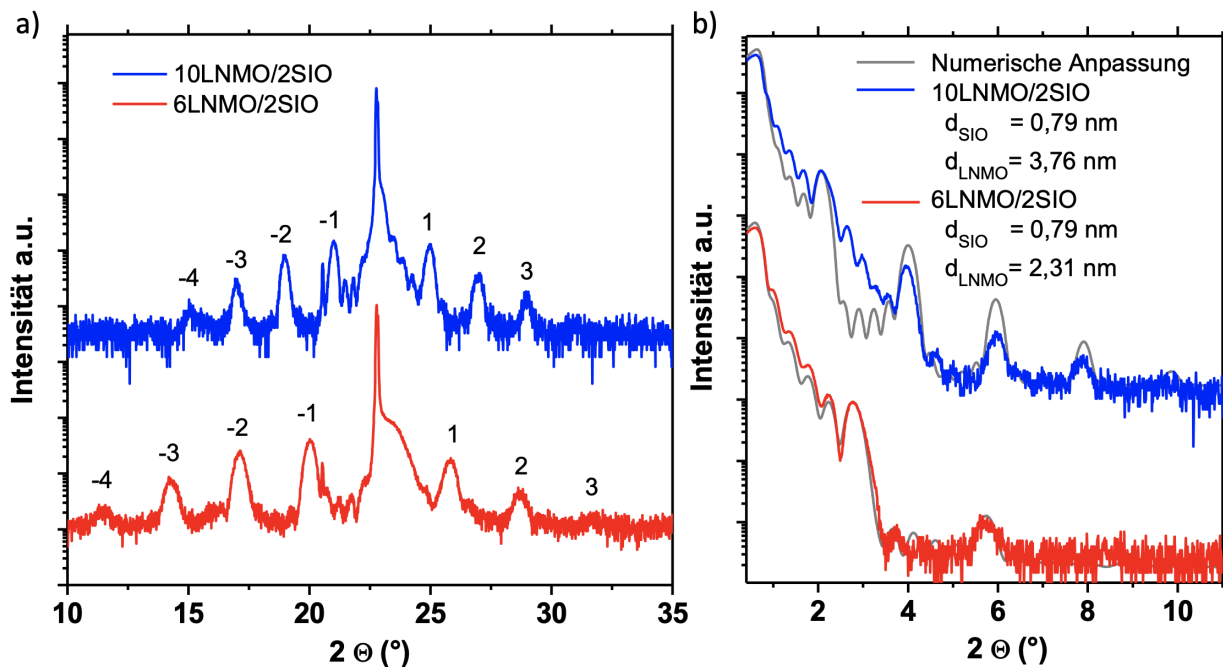 a)
Intensität a.u.
10LNMO/2SIO
6LNMO/2SIO
-4
-3
-2
-1
1
2
3
-4
-3
-2
-1
1
2
3
10 15 20 25 30 35
2 Θ (°)
b)
Intensität a.u.
Numerische Anpassung
10LNMO/2SIO
dSIO = 0,79 nm
dLNMO = 3,76 nm
6LNMO/2SIO
dSIO = 0,79 nm
dLNMO = 2,31 nm
2 4 6 8 10
2 Θ (°)